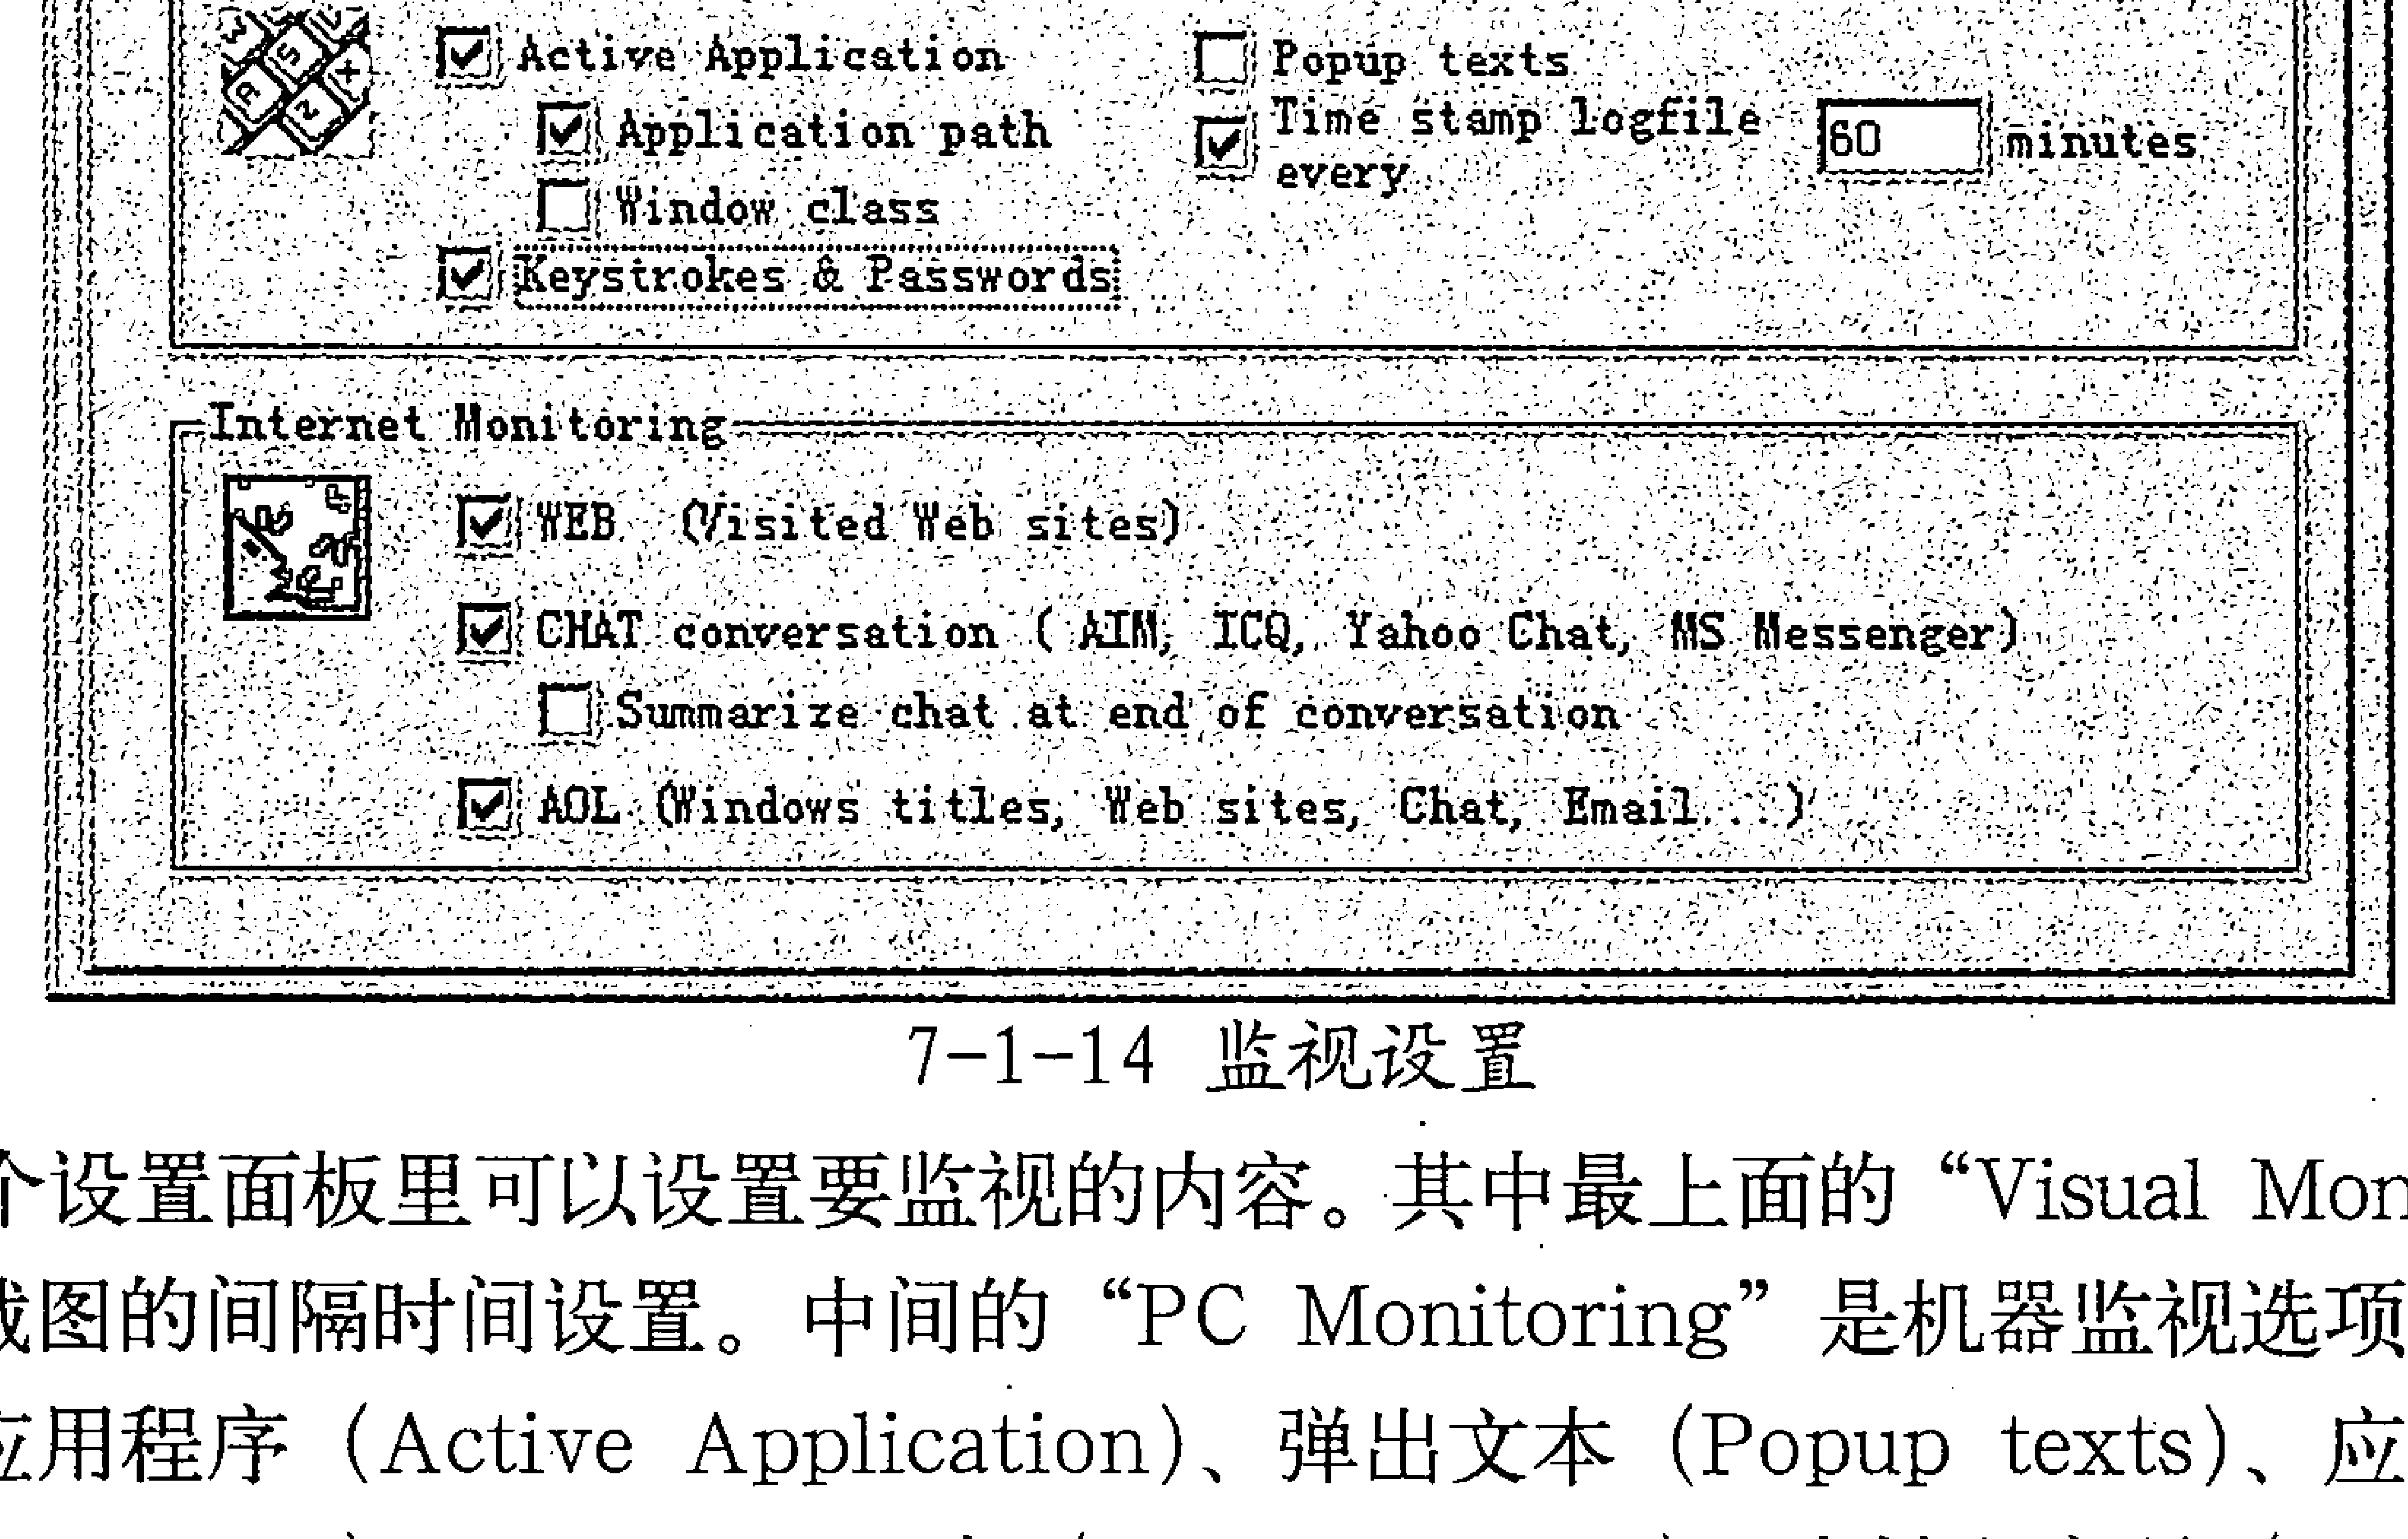 Active Application
Popup texts
Application path
Time stamp logfile
every
60
minutes
Window class
Keystrokes & Passwords
Internet Monitoring
WEB (Visited Web sites)
CHAT conversation ( AIM, ICQ, Yahoo Chat, MS Messenger)
Summarize chat at end of conversation
AOL (Windows titles, Web sites, Chat, Email...)
7-1-14 监视设置
个设置面板里可以设置要监视的内容。其中最上面的“Visual Mon
截图的间隔时间设置。中间的“PC Monitoring”是机器监视选项
应用程序（Active Application）、弹出文本（Popup texts）、应